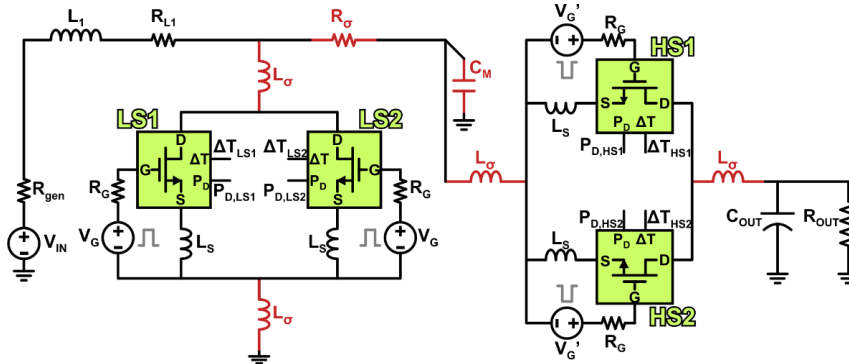 L1
RL1
Rσ
VG'
RG
HS1
G
CM
Lσ
S
D
LS
PD
ΔT
LS1
LS2
PD,HS1
ΔTHS1
D
ΔTLS1
ΔTLS2
D
G
ΔT
ΔT
G
Lσ
Lσ
RG
PD
PD,LS1
PD,LS2
PD
RG
Rgen
S
S
PD,HS2
ΔTHS2
LS
PD
ΔT
COUT
ROUT
VIN
VG
LS
LS
VG
S
D
G
Lσ
VG'
RG
HS2